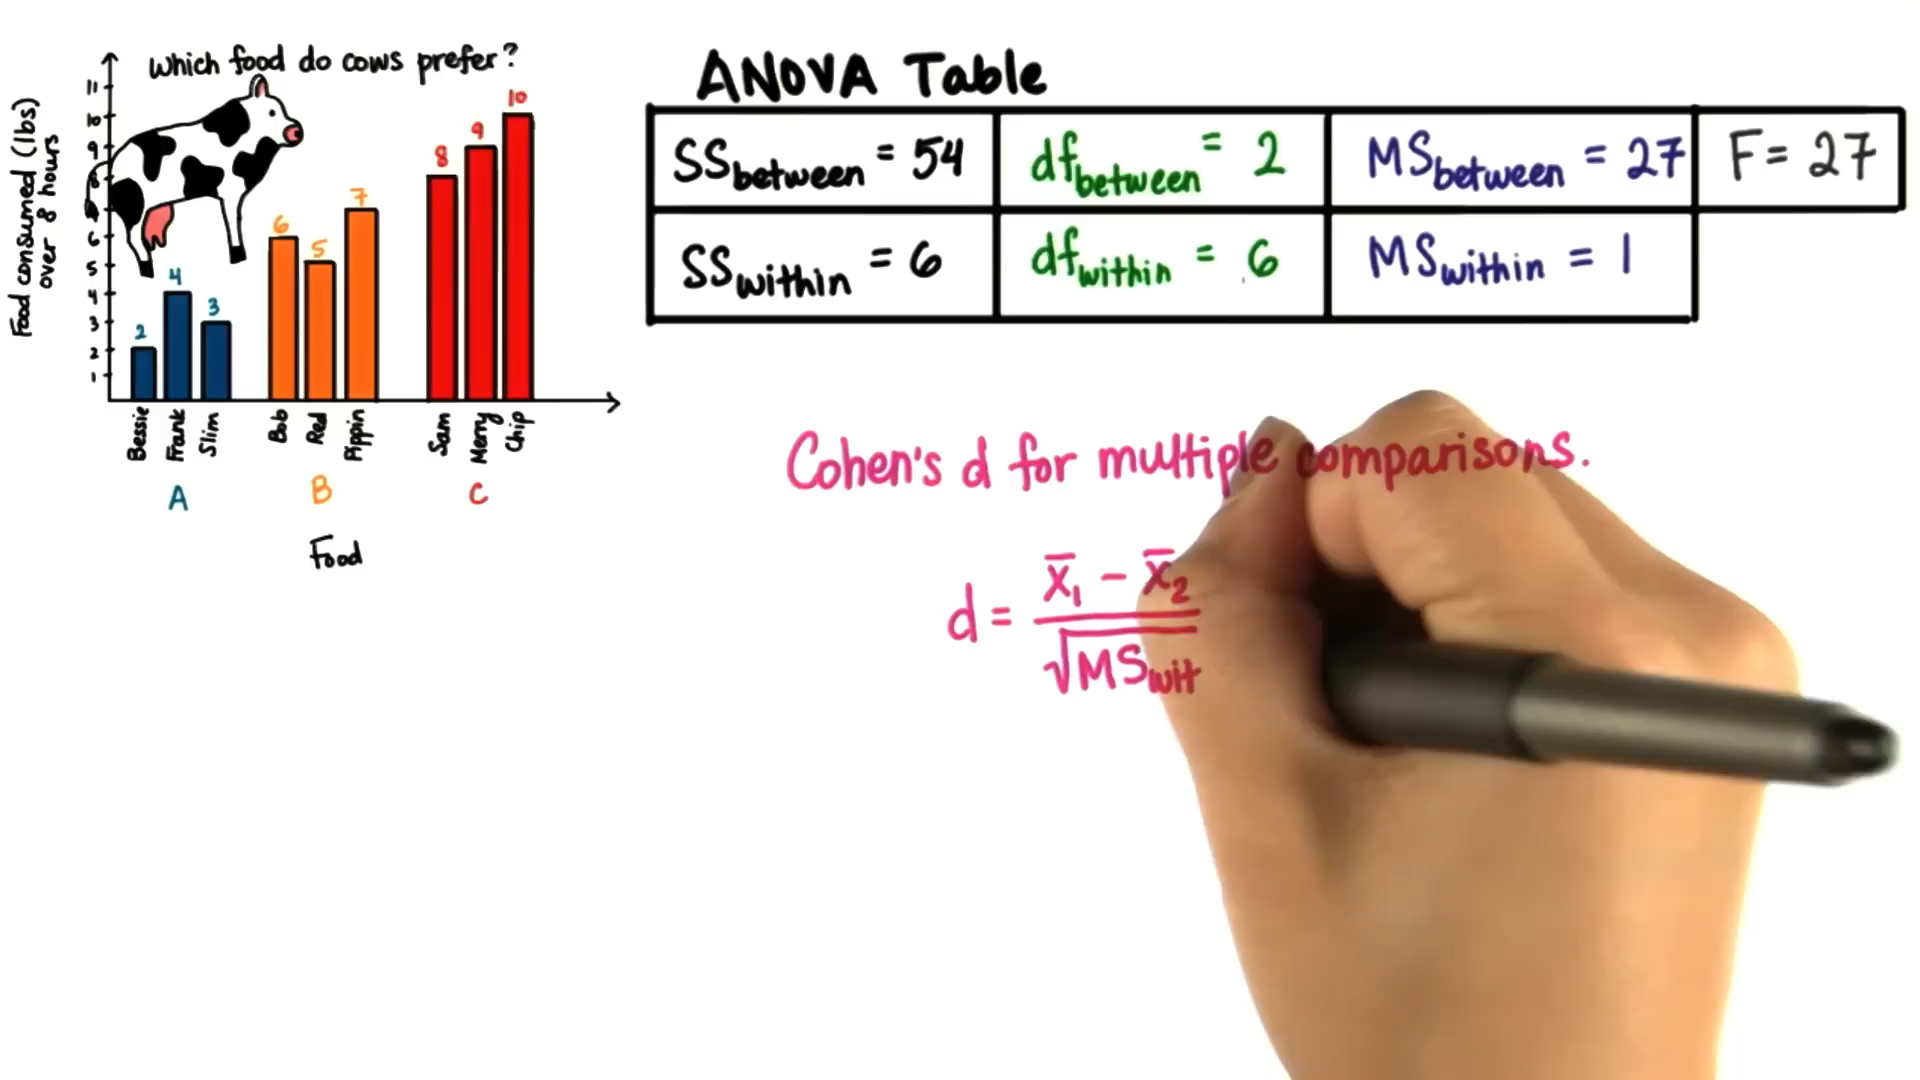 Which food do cows prefer?
Food consumed (lbs)
over 8 hours
11
10
9
6
5
4
3
2
1
2
4
3
6
5
7
8
9
10
Bessie
Frank
Slim
Bob
Red
Pippin
Sam
Merry
Chip
A
B
C
Food
ANOVA Table
SSbetween = 54
dfbetween = 2
MSbetween = 27
F = 27
SSwithin = 6
dfwithin = 6
MSwithin = 1
Cohen's d for multiple comparisons.
d = x̄₁ - x̄₂
√MSwit